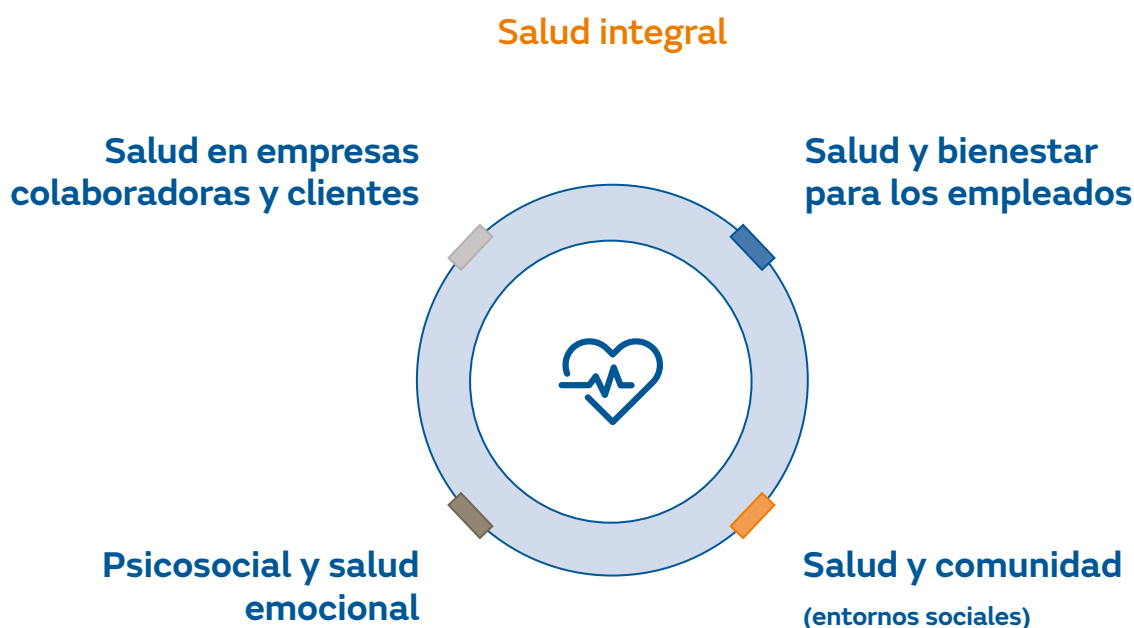 Salud integral
Salud en empresas
colaboradoras y clientes
Salud y bienestar
para los empleados
Psicosocial y salud
emocional
Salud y comunidad
(entornos sociales)